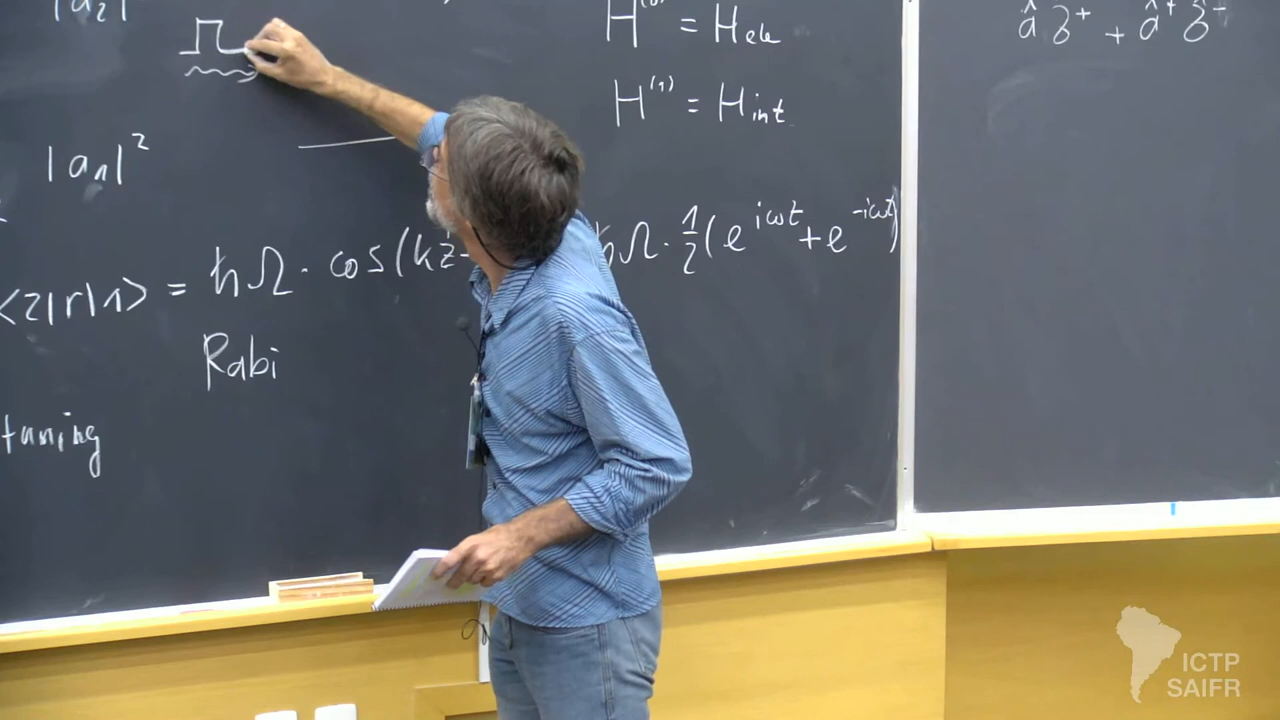 |a₂|
H⁽⁰⁾ = H_ele
H⁽¹⁾ = H_int
|a₁|²
<2|r|1> = ħΩ · cos(kz-
ħΩ · ½(e^{iωt} + e^{-iωt})
Rabi
tuning
â σ⁺ + â⁺ σ̂⁻
ICTP
SAIFR